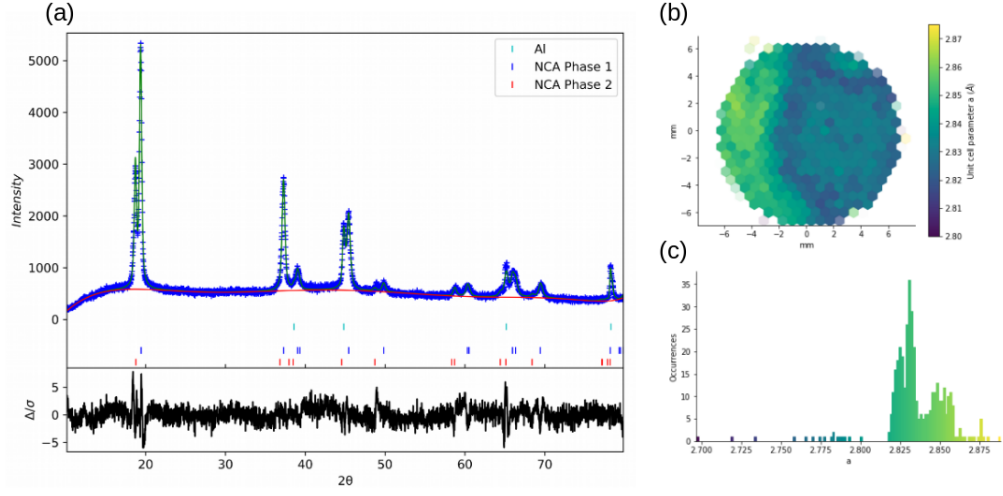 (a)
Intensity
5000
4000
3000
2000
1000
0
Al
NCA Phase 1
NCA Phase 2
Δ/σ
5
0
−5
20 30 40 50 60 70
2θ
(b)
mm
6
4
2
0
−2
−4
−6
−6 −4 −2 0 2 4 6
mm
2.87
2.86
2.85
2.84
2.83
2.82
2.81
2.80
Unit cell parameter a (Å)
(c)
Occurrences
35
30
25
20
15
10
5
0
2.700 2.725 2.750 2.775 2.800 2.825 2.850 2.875
a